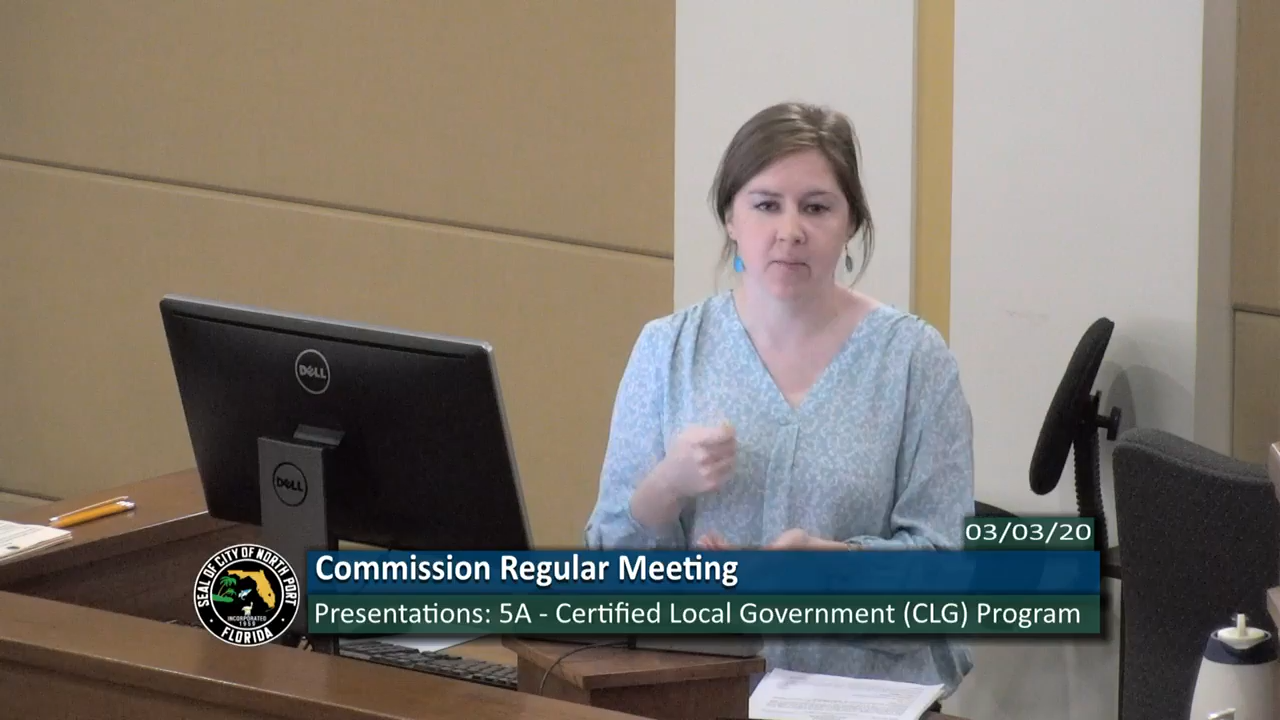 DELL
DELL
03/03/20
Commission Regular Meeting
Presentations: 5A - Certified Local Government (CLG) Program
SEAL OF CITY OF NORTH PORT
INCORPORATED
1959
FLORIDA